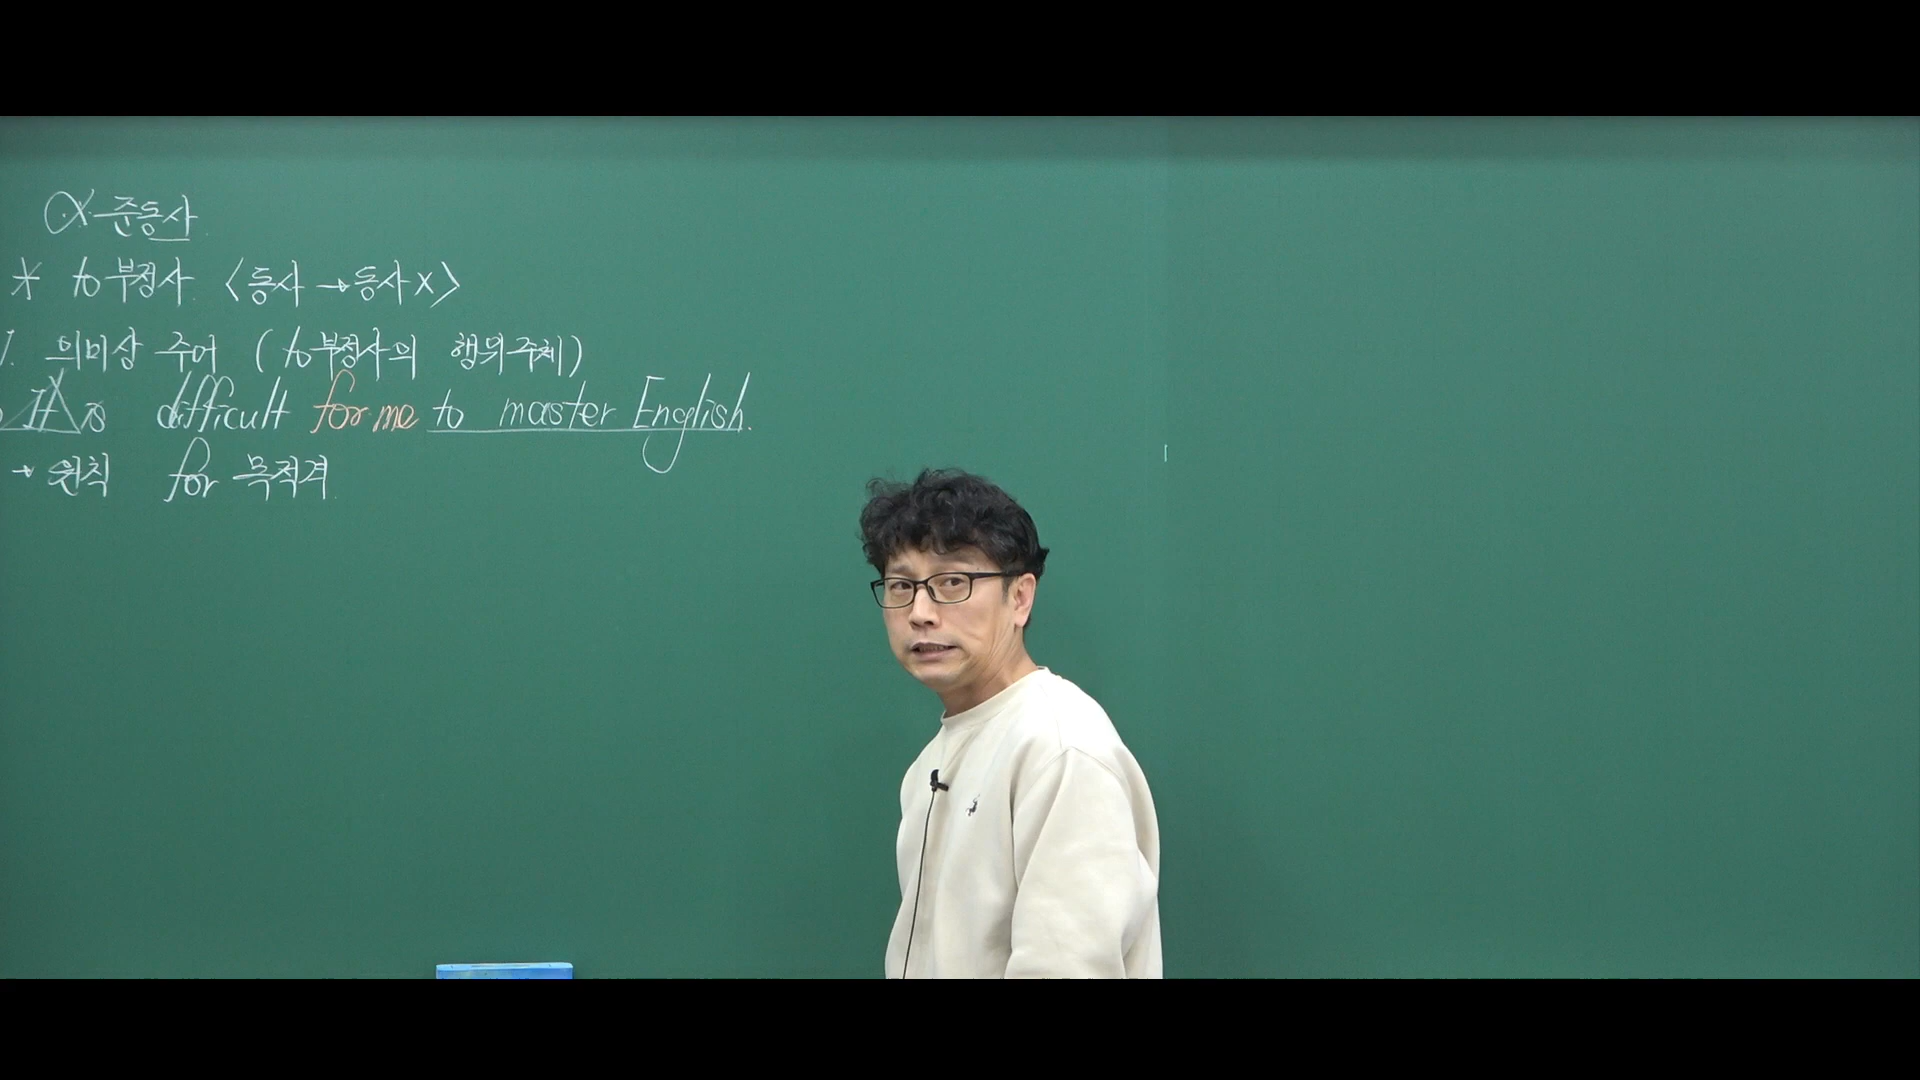 준동사
* to부정사 <동사→동사x>
1. 의미상 주어 (to부정사의 행위주체)
It is difficult for me to master English.
→ 원칙 for 목적격